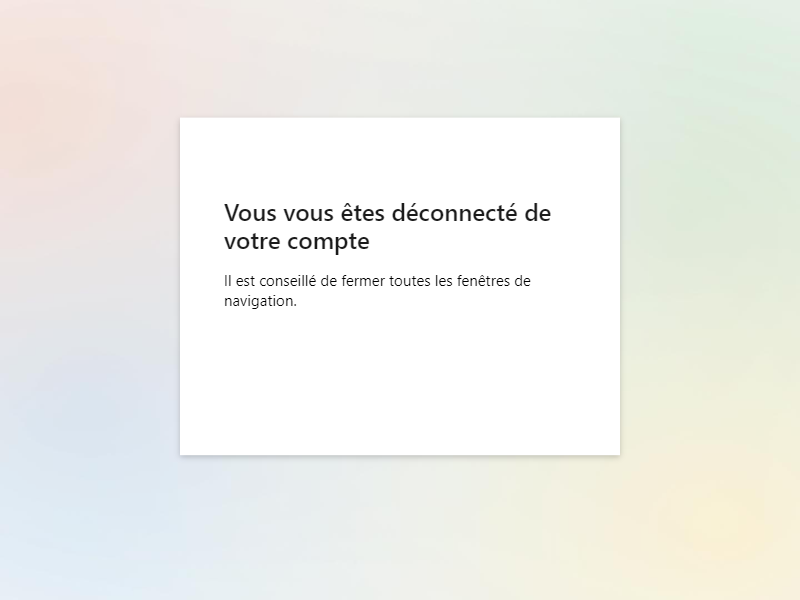 Vous vous êtes déconnecté de
votre compte
Il est conseillé de fermer toutes les fenêtres de
navigation.